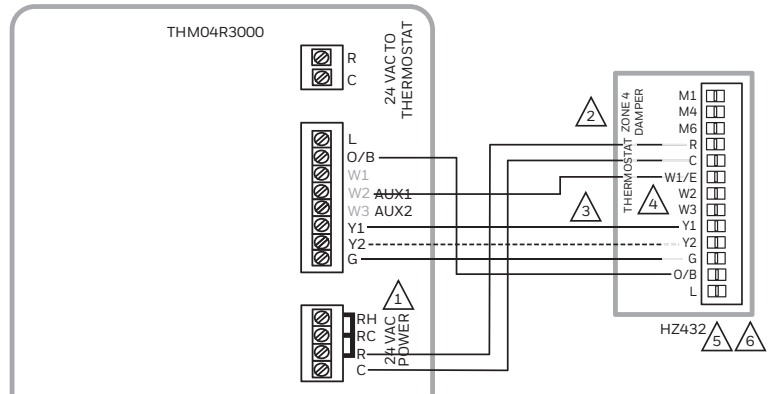 THM04R3000
R
C
24 VAC TO
THERMOSTAT
L
O/B
W1
W2 AUX1
W3 AUX2
Y1
Y2
G
1
RH
RC
R
C
24 VAC
POWER
2
3
4
ZONE 4
DAMPER
THERMOSTAT
M1
M4
M6
R
C
W1/E
W2
W3
Y1
Y2
G
O/B
L
HZ432
5
6